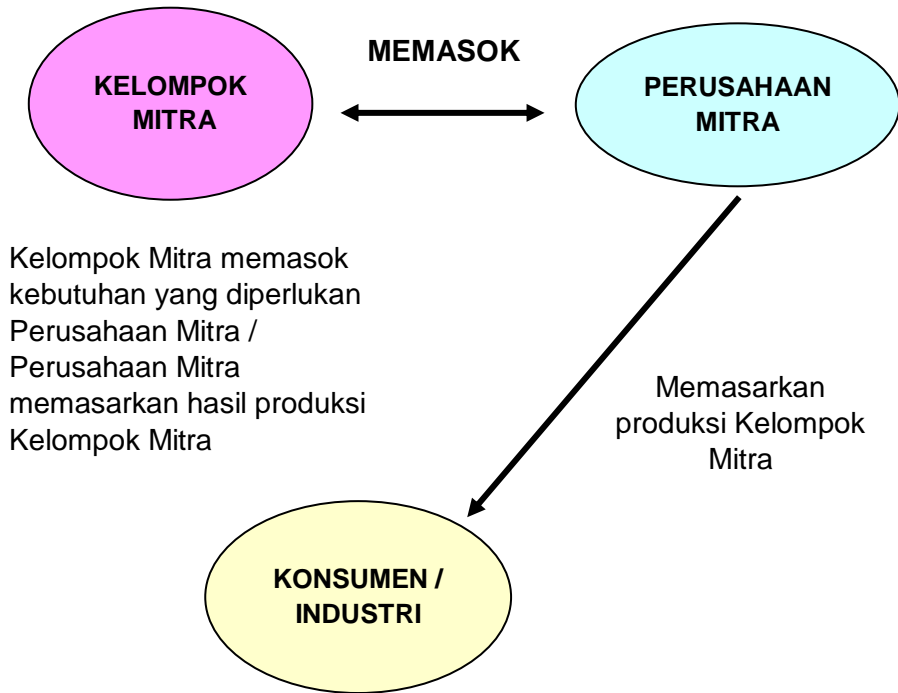 MEMASOK
KELOMPOK
MITRA
PERUSAHAAN
MITRA
Kelompok Mitra memasok
kebutuhan yang diperlukan
Perusahaan Mitra /
Perusahaan Mitra
memasarkan hasil produksi
Kelompok Mitra
Memasarkan
produksi Kelompok
Mitra
KONSUMEN /
INDUSTRI